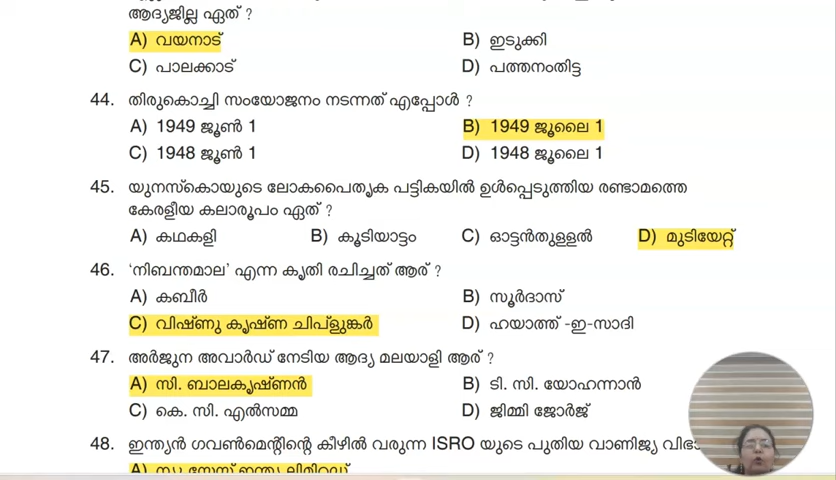 ആദ്യജില്ല ഏത് ?
A) വയനാട് B) ഇടുക്കി
C) പാലക്കാട് D) പത്തനംതിട്ട
44. തിരുകൊച്ചി സംയോജനം നടന്നത് എപ്പോൾ ?
A) 1949 ജൂൺ 1 B) 1949 ജൂലൈ 1
C) 1948 ജൂൺ 1 D) 1948 ജൂലൈ 1
45. യുനസ്കൊയുടെ ലോകപൈതൃക പട്ടികയിൽ ഉൾപ്പെടുത്തിയ രണ്ടാമത്തെ
കേരളീയ കലാരൂപം ഏത് ?
A) കഥകളി B) കൂടിയാട്ടം C) ഓട്ടൻതുളളൽ D) മുടിയേറ്റ്
46. ‘നിബന്തമാല’ എന്ന കൃതി രചിച്ചത് ആര് ?
A) കബീർ B) സൂർദാസ്
C) വിഷ്ണു കൃഷ്ണ ചിപ്ളുങ്കർ D) ഹയാത്ത് -ഇ-സാദി
47. അർജുന അവാർഡ് നേടിയ ആദ്യ മലയാളി ആര് ?
A) സി. ബാലകൃഷ്ണൻ B) ടി. സി. യോഹന്നാൻ
C) കെ. സി. എൽസമ്മ D) ജിമ്മി ജോർജ്
48. ഇന്ത്യൻ ഗവൺമെന്റിന്റെ കീഴിൽ വരുന്ന ISRO യുടെ പുതിയ വാണിജ്യ
A)